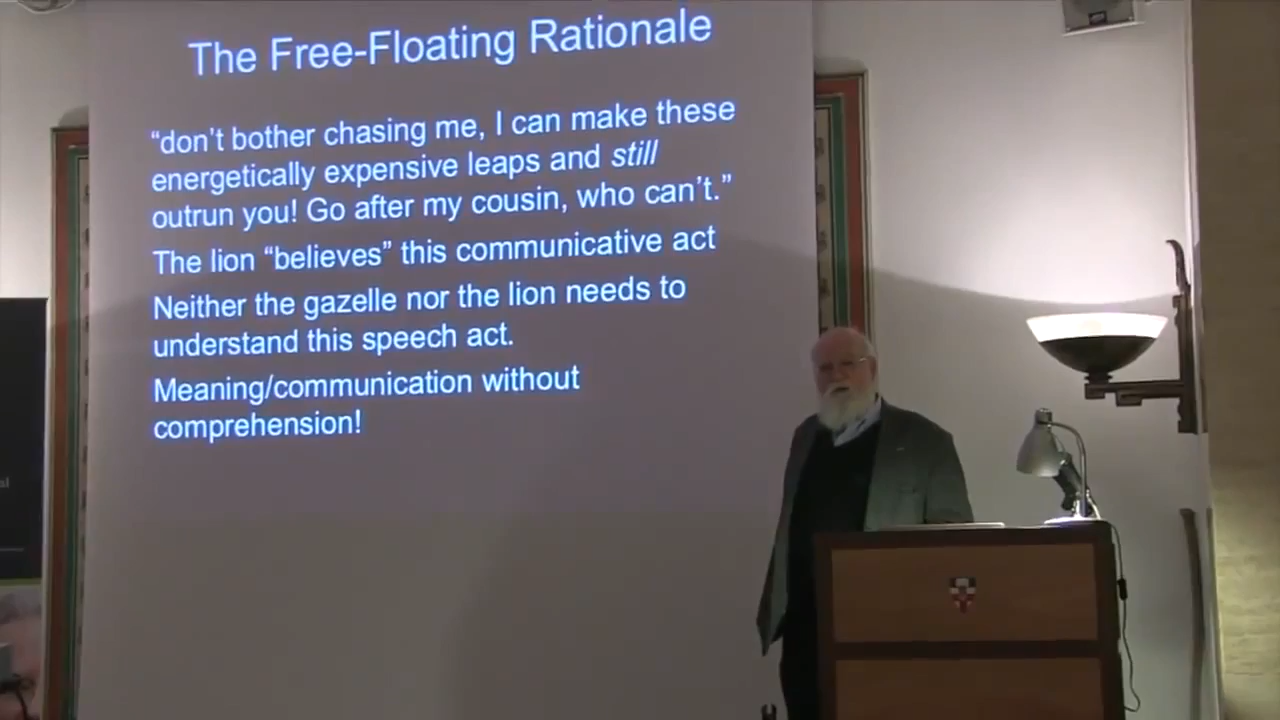 The Free-Floating Rationale
“don’t bother chasing me, I can make these
energetically expensive leaps and still
outrun you! Go after my cousin, who can’t.”
The lion “believes” this communicative act
Neither the gazelle nor the lion needs to
understand this speech act.
Meaning/communication without
comprehension!